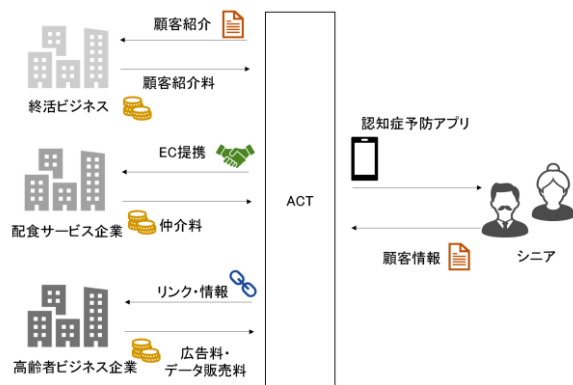 顧客紹介
顧客紹介料
終活ビジネス
EC提携
仲介料
配食サービス企業
リンク・情報
広告料・
データ販売料
高齢者ビジネス企業
ACT
認知症予防アプリ
顧客情報
シニア